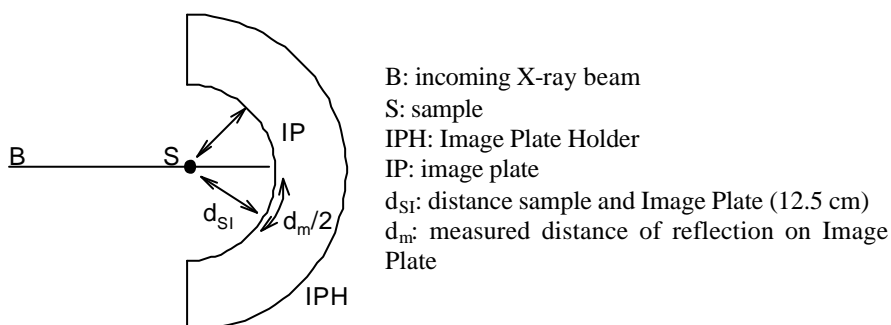 B
S
IP
d_SI
d_m/2
IPH
B: incoming X-ray beam
S: sample
IPH: Image Plate Holder
IP: image plate
d_SI: distance sample and Image Plate (12.5 cm)
d_m: measured distance of reflection on Image
Plate